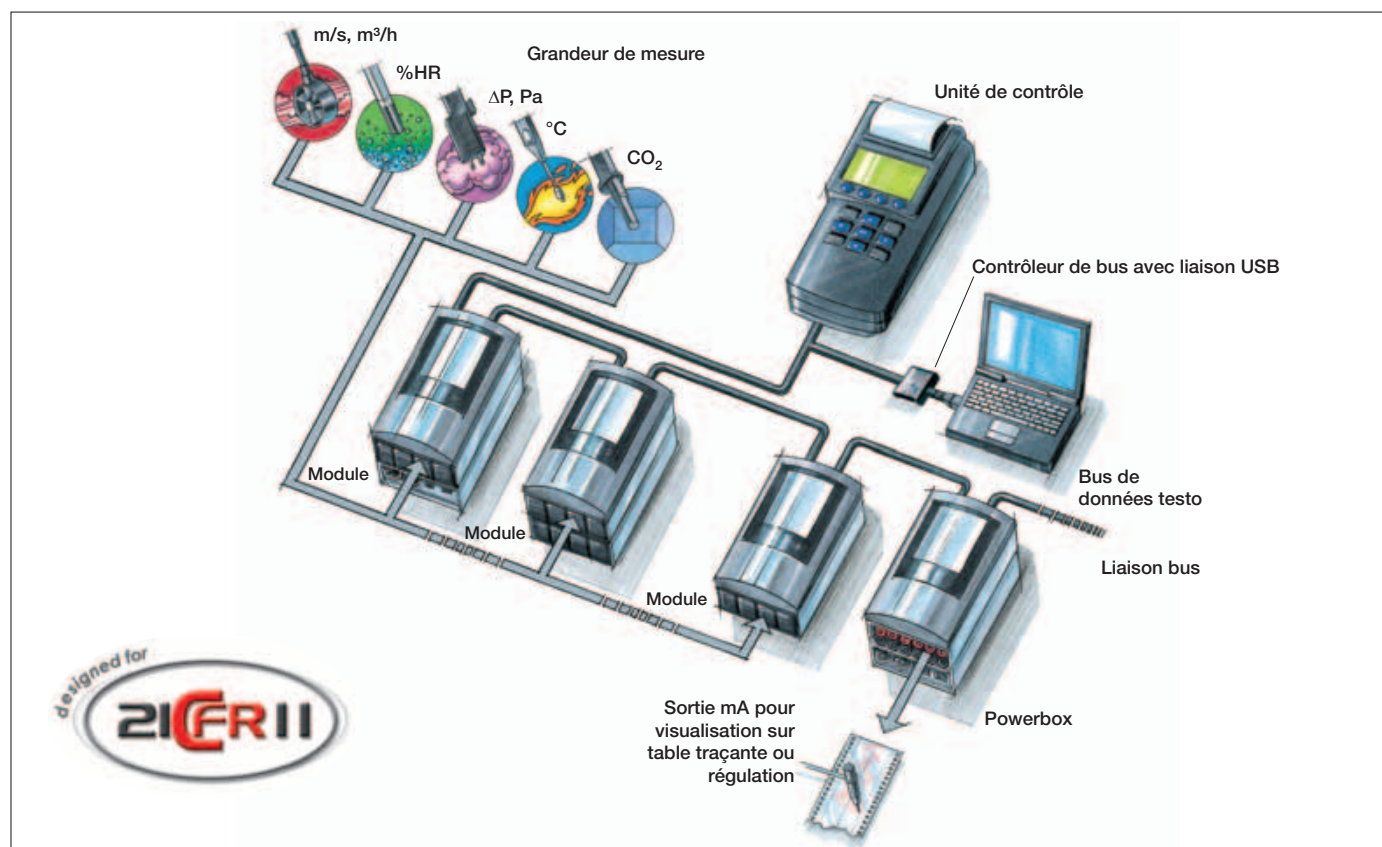 m/s, m³/h
%HR
ΔP, Pa
°C
CO₂
Grandeur de mesure
Unité de contrôle
Contrôleur de bus avec liaison USB
Bus de
données testo
Liaison bus
Module
Module
Module
Powerbox
Sortie mA pour
visualisation sur
table traçante ou
régulation
designed for
21CFR11